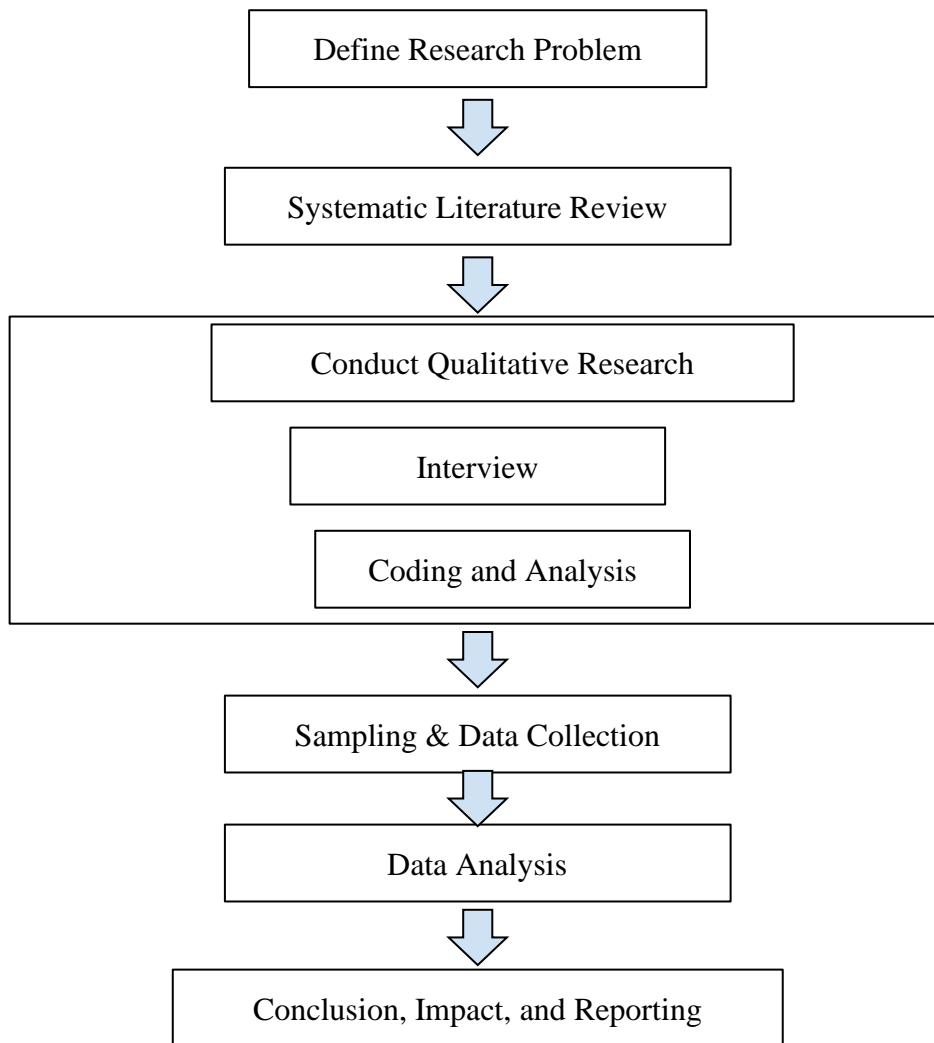 Define Research Problem
Systematic Literature Review
Conduct Qualitative Research
Interview
Coding and Analysis
Sampling & Data Collection
Data Analysis
Conclusion, Impact, and Reporting